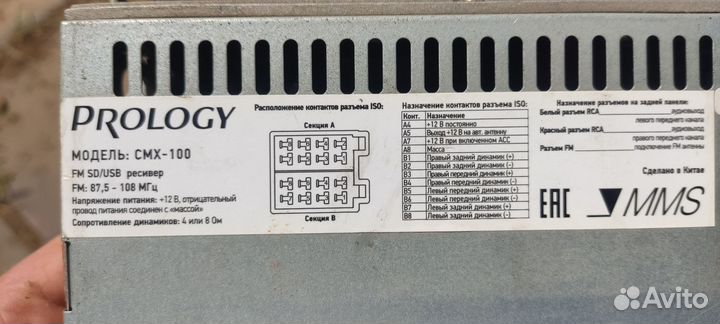 PROLOGY
МОДЕЛЬ: CMX-100
FM SD/USB ресивер
FM: 87,5 - 108 МГц
Напряжение питания: +12 В, отрицательный
провод питания соединен с «массой»
Сопротивление динамиков: 4 или 8 Ом
Расположение контактов разъема ISO:
Секция A
Секция B
Назначение контактов разъема ISO:
Конт. Назначение
A4 +12 В постоянно
A5 Выход +12 В на авт. антенну
A7 +12 В при включенном ACC
A8 Масса
B1 Правый задний динамик (+)
B2 Правый задний динамик (-)
B3 Правый передний динамик (+)
B4 Правый передний динамик (-)
B5 Левый передний динамик (+)
B6 Левый передний динамик (-)
B7 Левый задний динамик (+)
B8 Левый задний динамик (-)
Назначение разъемов на задней панели:
Белый разъем RCA аудиовыход
левого переднего канала
Красный разъем RCA аудиовыход
правого переднего канала
Разъем FM подключение FM антенны
Сделано в Китае
EAC MMS
Avito